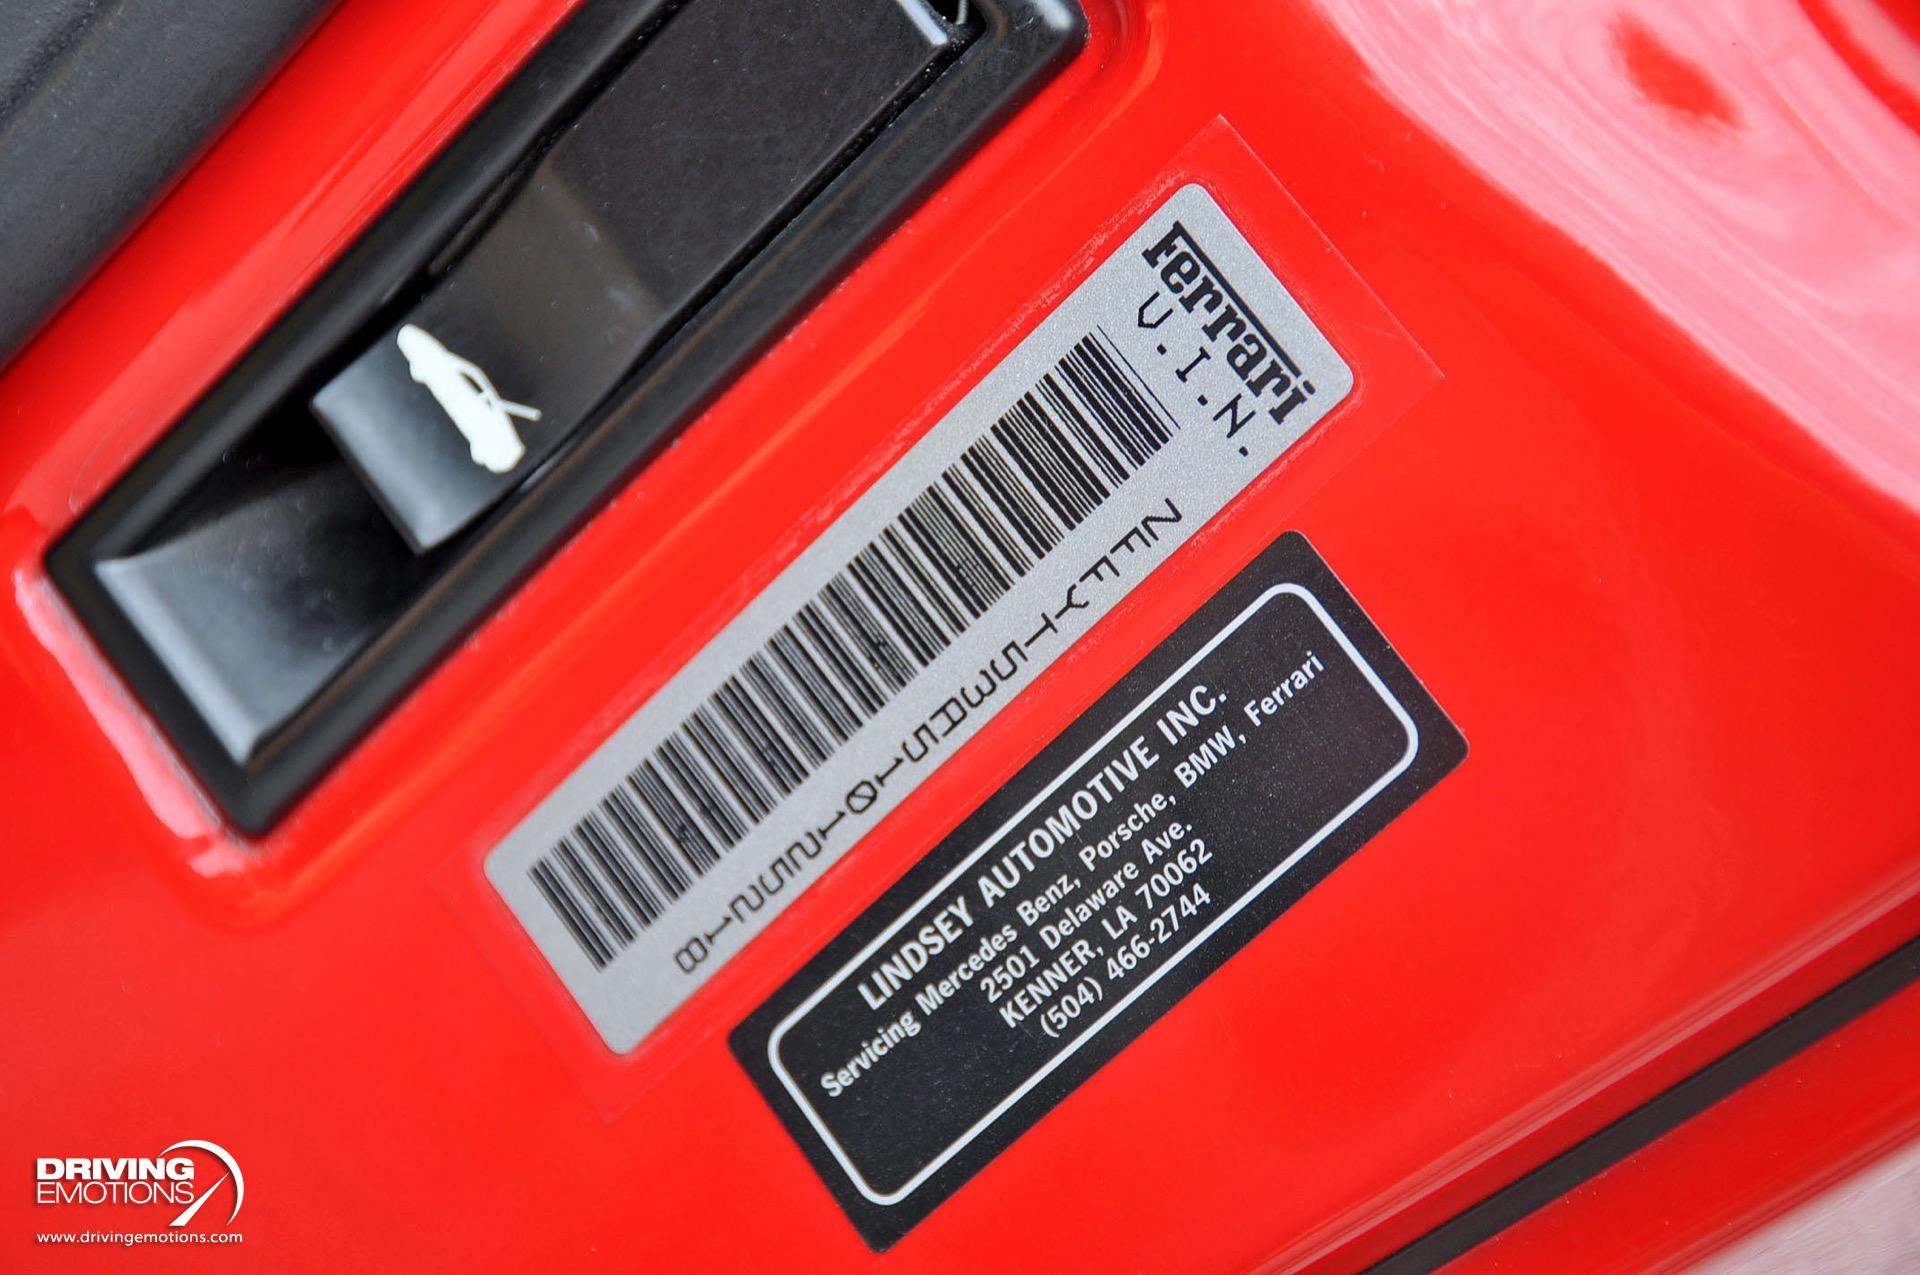 Ferrari
V.I.N.
ZFFYT53A510125218
LINDSEY AUTOMOTIVE INC.
Servicing Mercedes Benz, Porsche, BMW, Ferrari
2501 Delaware Ave.
KENNER, LA 70062
(504) 466-2744
DRIVING
EMOTIONS
www.drivingemotions.com